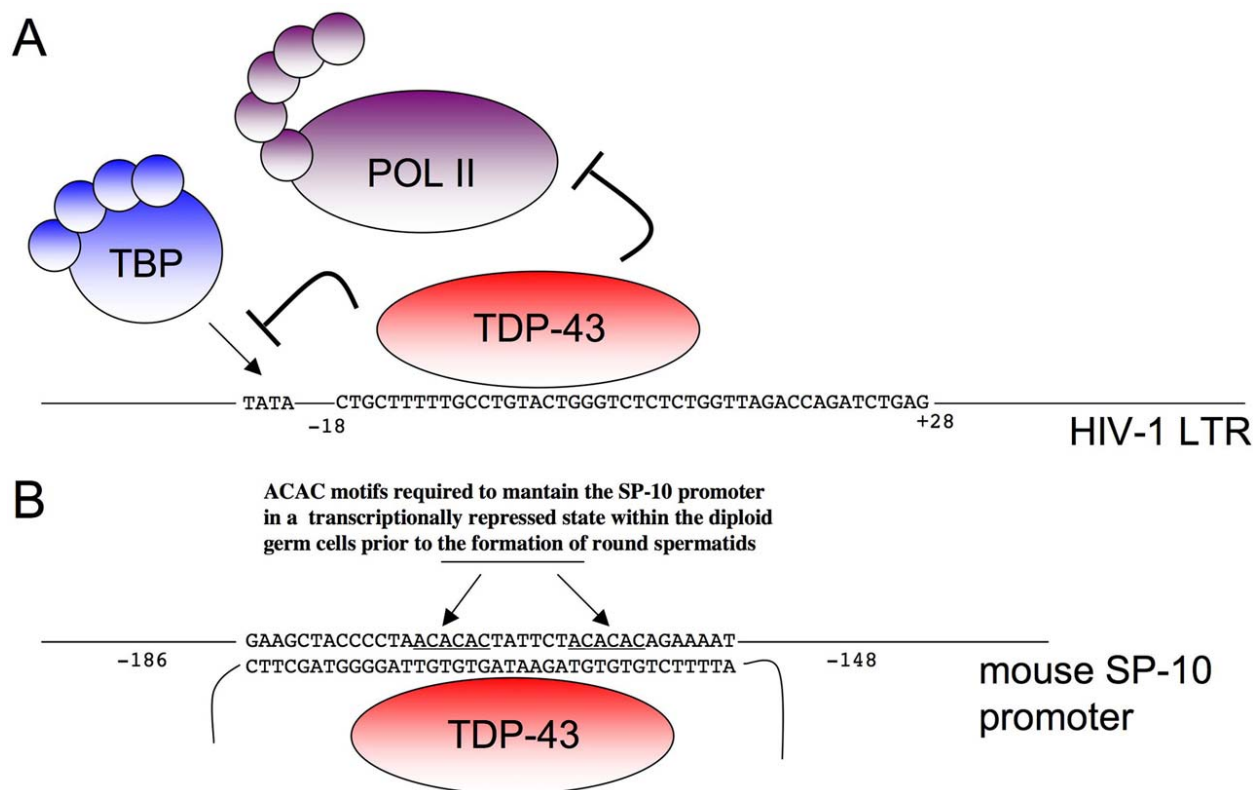 A
POL II
TBP
TDP-43
TATA CTGCTTTTTGCCTGTACTGGGTCTCTCTGGTTAGACCAGATCTGAG
-18 +28
HIV-1 LTR
B
ACAC motifs required to mantain the SP-10 promoter
in a transcriptionally repressed state within the diploid
germ cells prior to the formation of round spermatids
GAAGCTACCCCTAACACACTATTCTACACACAGAAAAT
-186 -148
CTTCGATGGGGATTGTGTGATAAGATGTGTGTCTTTTA
mouse SP-10
promoter
TDP-43